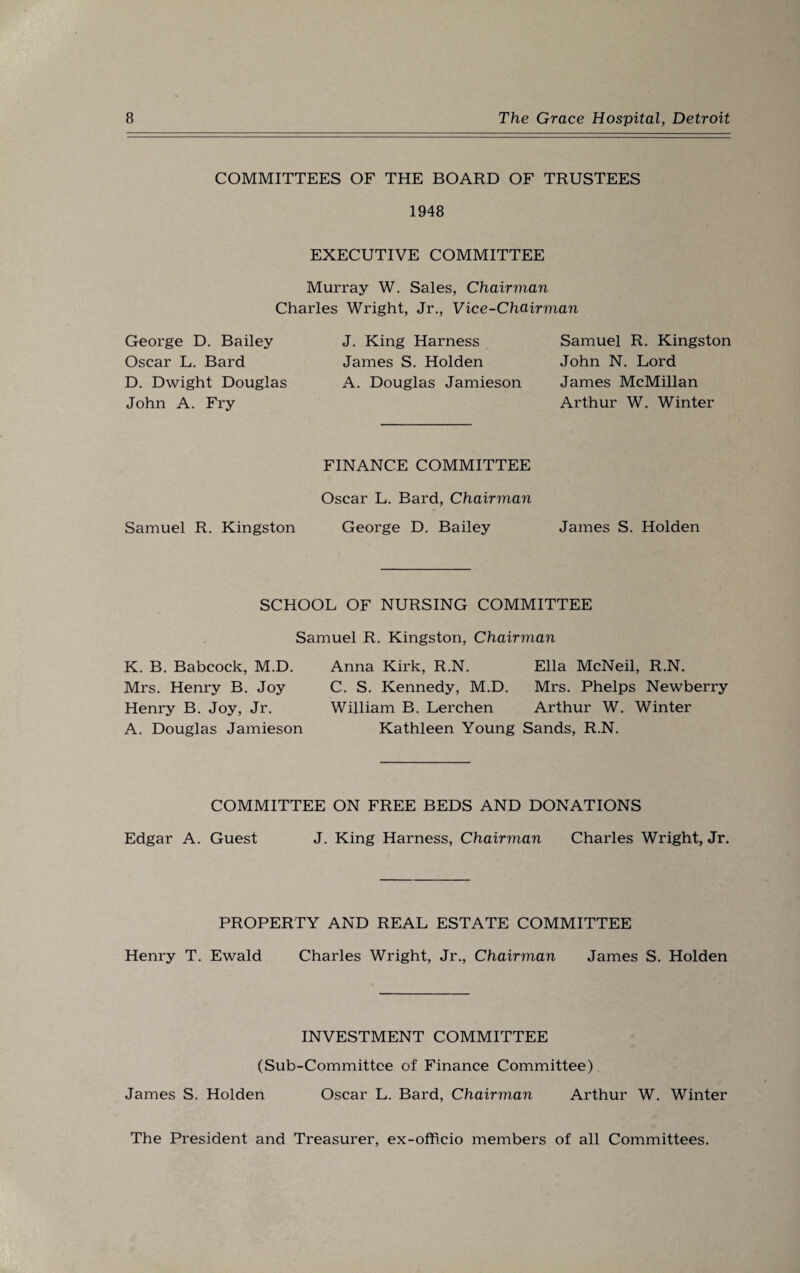 8 The Grace Hospital, Detroit
COMMITTEES OF THE BOARD OF TRUSTEES
1948
EXECUTIVE COMMITTEE
Murray W. Sales, Chairman
Charles Wright, Jr., Vice-Chairman
George D. Bailey J. King Harness Samuel R. Kingston
Oscar L. Bard James S. Holden John N. Lord
D. Dwight Douglas A. Douglas Jamieson James McMillan
John A. Fry Arthur W. Winter
FINANCE COMMITTEE
Oscar L. Bard, Chairman
Samuel R. Kingston George D. Bailey James S. Holden
SCHOOL OF NURSING COMMITTEE
Samuel R. Kingston, Chairman
K. B. Babcock, M.D. Anna Kirk, R.N. Ella McNeil, R.N.
Mrs. Henry B. Joy C. S. Kennedy, M.D. Mrs. Phelps Newberry
Henry B. Joy, Jr. William B. Lerchen Arthur W. Winter
A. Douglas Jamieson Kathleen Young Sands, R.N.
COMMITTEE ON FREE BEDS AND DONATIONS
Edgar A. Guest J. King Harness, Chairman Charles Wright, Jr.
PROPERTY AND REAL ESTATE COMMITTEE
Henry T. Ewald Charles Wright, Jr., Chairman James S. Holden
INVESTMENT COMMITTEE
(Sub-Committee of Finance Committee)
James S. Holden Oscar L. Bard, Chairman Arthur W. Winter
The President and Treasurer, ex-officio members of all Committees.